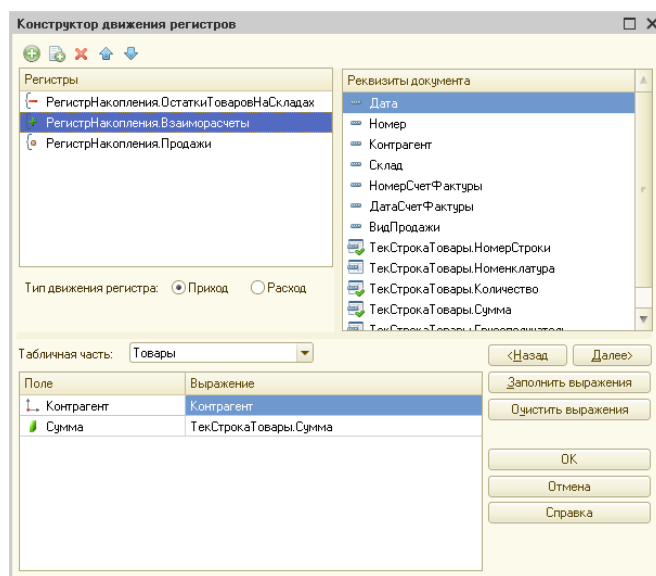 Конструктор движения регистров
Регистры
РегистрНакопления.ОстаткиТоваровНаСкладах
РегистрНакопления.Взаиморасчеты
РегистрНакопления.Продажи
Тип движения регистра: Приход Расход
Реквизиты документа
Дата
Номер
Контрагент
Склад
НомерСчетФактуры
ДатаСчетФактуры
ВидПродажи
ТекСтрокаТовары.НомерСтроки
ТекСтрокаТовары.Номенклатура
ТекСтрокаТовары.Количество
ТекСтрокаТовары.Сумма
ТекСтрокаТовары.Грузополучатель
Табличная часть: Товары
<Назад Далее>
Поле Выражение
Контрагент Контрагент
Сумма ТекСтрокаТовары.Сумма
Заполнить выражения
Очистить выражения
OK
Отмена
Справка